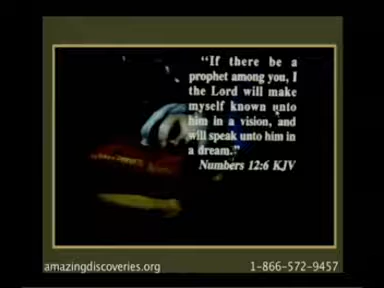 “If there be a
prophet among you, I
the Lord will make
myself known unto
him in a vision, and
will speak unto him in
a dream.”
Numbers 12:6 KJV
amazingdiscoveries.org
1-866-572-9457